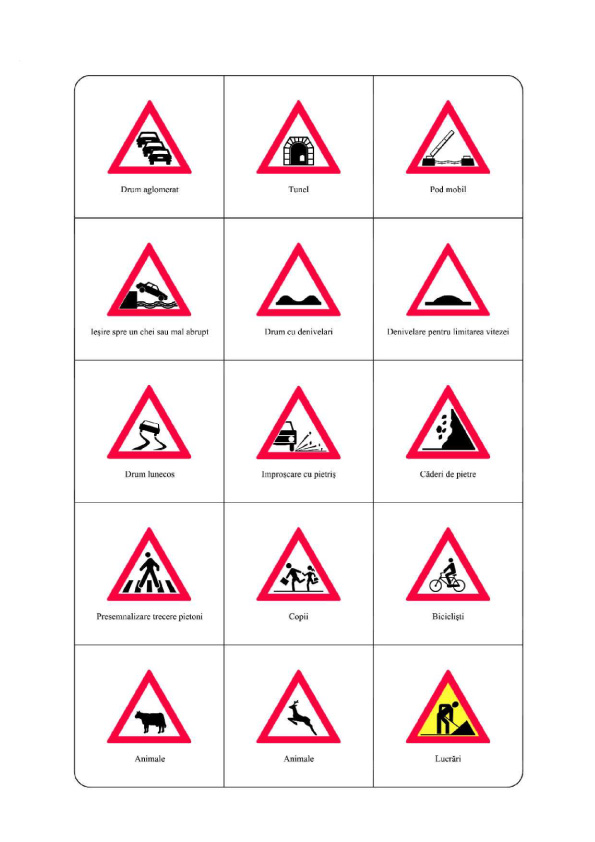 Drum aglomerat
Tunel
Pod mobil
Ieşire spre un chei sau mal abrupt
Drum cu denivelari
Denivelare pentru limitarea vitezei
Drum lunecos
Improşcare cu pietriş
Căderi de pietre
Presemnalizare trecere pietoni
Copii
Biciclişti
Animale
Animale
Lucrări